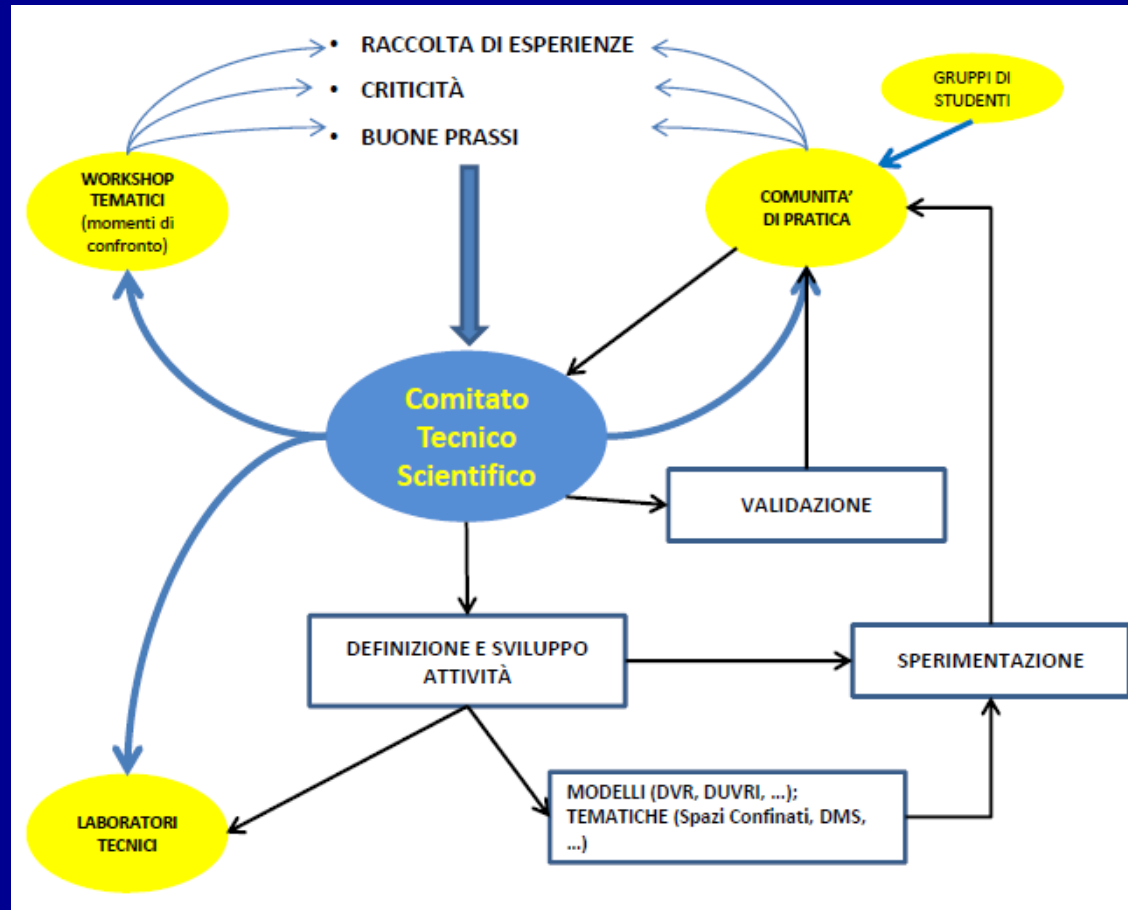 • RACCOLTA DI ESPERIENZE
• CRITICITÀ
• BUONE PRASSI
GRUPPI DI
STUDENTI
WORKSHOP
TEMATICI
(momenti di
confronto)
COMUNITA’
DI PRATICA
Comitato
Tecnico
Scientifico
VALIDAZIONE
DEFINIZIONE E SVILUPPO
ATTIVITÀ
SPERIMENTAZIONE
MODELLI (DVR, DUVRI, ...);
TEMATICHE (Spazi Confinati, DMS,
...)
LABORATORI
TECNICI